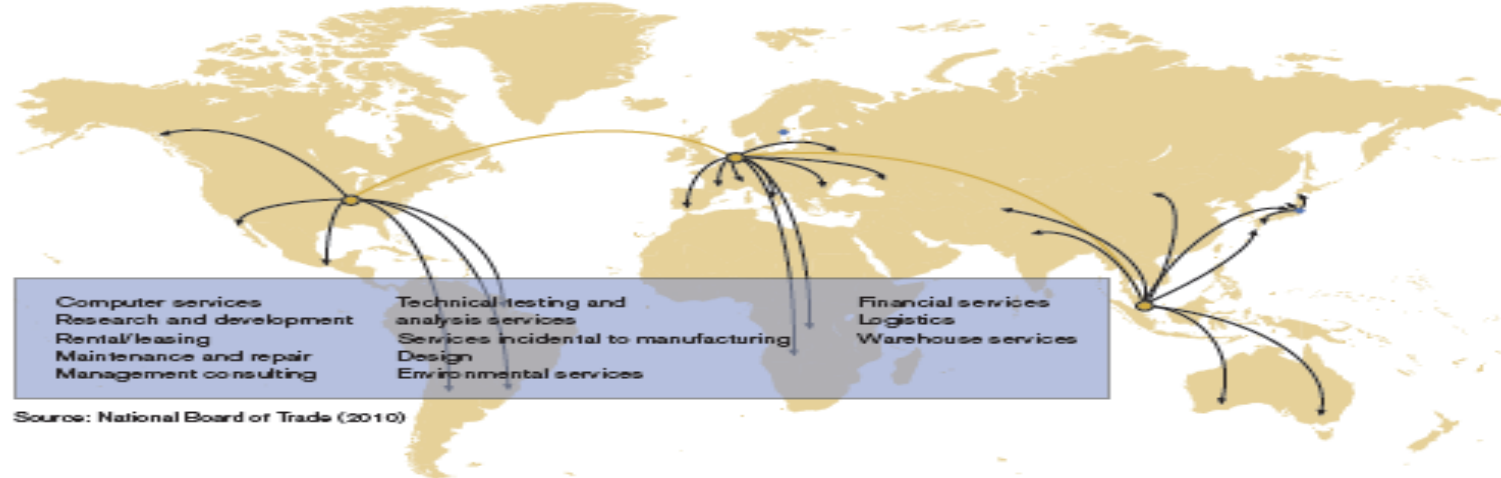 Computer services
Research and development
Rental/leasing
Maintenance and repair
Management consulting
Technical testing and
analysis services
Services incidental to manufacturing
Design
Environmental services
Financial services
Logistics
Warehouse services
Source: National Board of Trade (2010)